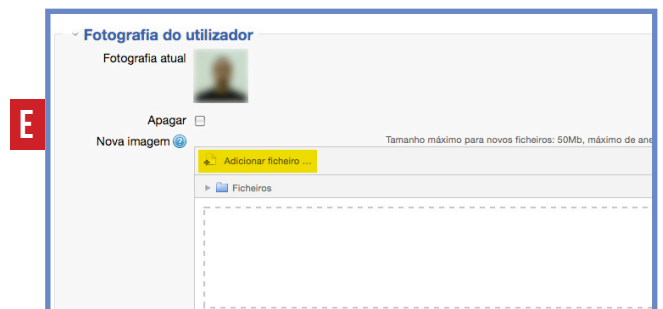 Fotografia do utilizador
Fotografia atual
E
Apagar
Nova imagem
Tamanho máximo para novos ficheiros: 50Mb, máximo de ane
Adicionar ficheiro ...
Ficheiros